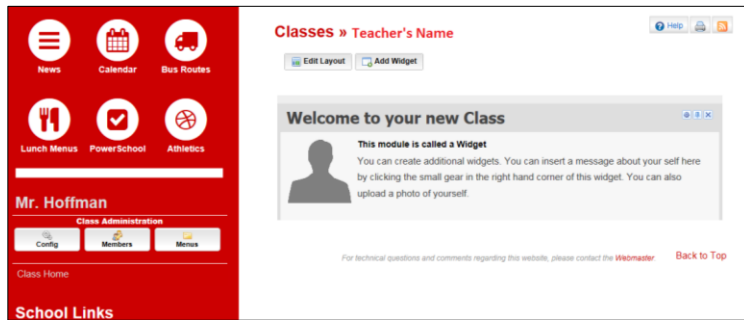 News Calendar Bus Routes
Lunch Menus PowerSchool Athletics
Mr. Hoffman
Class Administration
Config Members Menus
Class Home
School Links
Classes » Teacher's Name
Help
Edit Layout Add Widget
Welcome to your new Class
This module is called a Widget
You can create additional widgets. You can insert a message about your self here
by clicking the small gear in the right hand corner of this widget. You can also
upload a photo of yourself.
For technical questions and comments regarding this website, please contact the Webmaster.
Back to Top